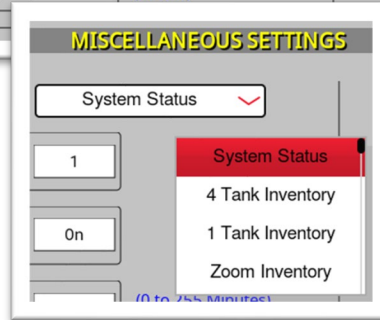 MISCELLANEOUS SETTINGS
System Status
1
System Status
4 Tank Inventory
1 Tank Inventory
0n
Zoom Inventory
(0 to 255 Minutes)